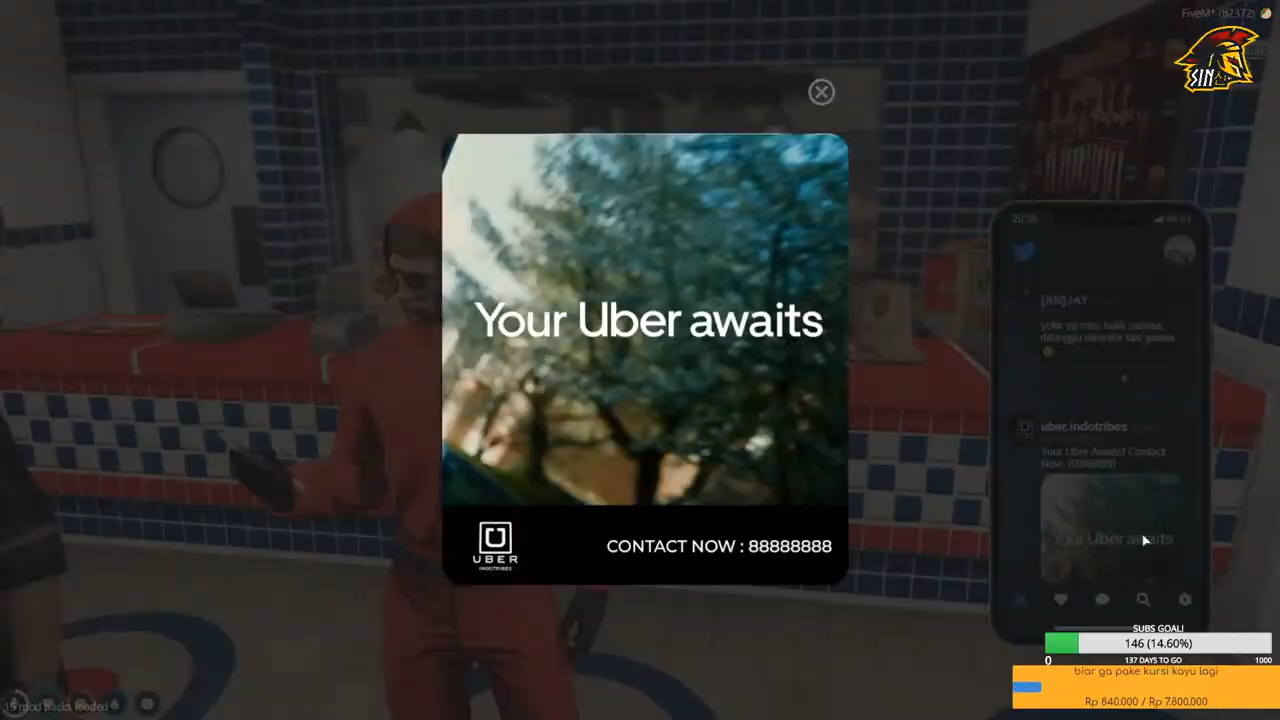 FiveM* (b2372)
SIN
Your Uber awaits
UBER
INDOTRIBES
CONTACT NOW : 88888888
[ASI]JAY
uber.indotribes
Your Uber Awaits! Contact
Now: 88888888
Your Uber awaits
SUBS GOAL!
146 (14.60%)
0
137 DAYS TO GO
1000
biar ga pake kursi kayu lagi
Rp 840.000 / Rp 7.800.000
mod packs loaded